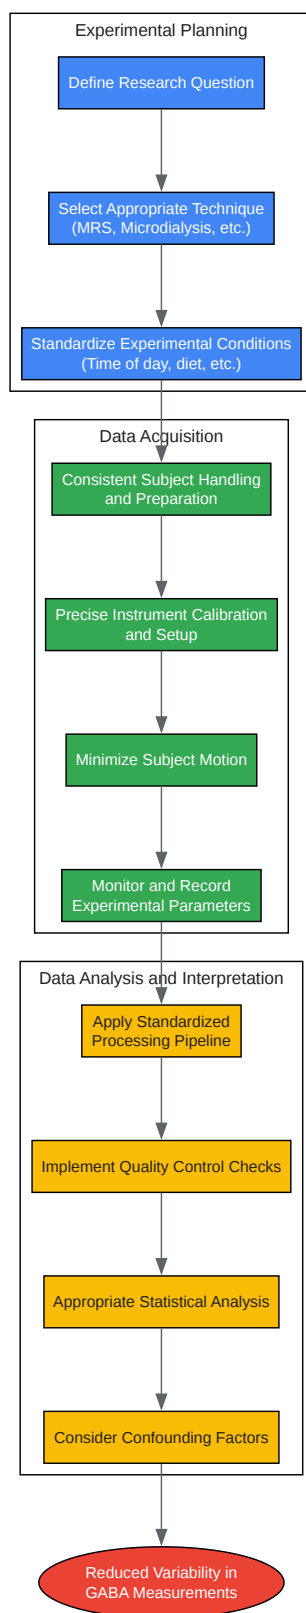 Experimental Planning
Define Research Question
Select Appropriate Technique
(MRS, Microdialysis, etc.)
Standardize Experimental Conditions
(Time of day, diet, etc.)
Data Acquisition
Consistent Subject Handling
and Preparation
Precise Instrument Calibration
and Setup
Minimize Subject Motion
Monitor and Record
Experimental Parameters
Data Analysis and Interpretation
Apply Standardized
Processing Pipeline
Implement Quality Control Checks
Appropriate Statistical Analysis
Consider Confounding Factors
Reduced Variability in
GABA Measurements